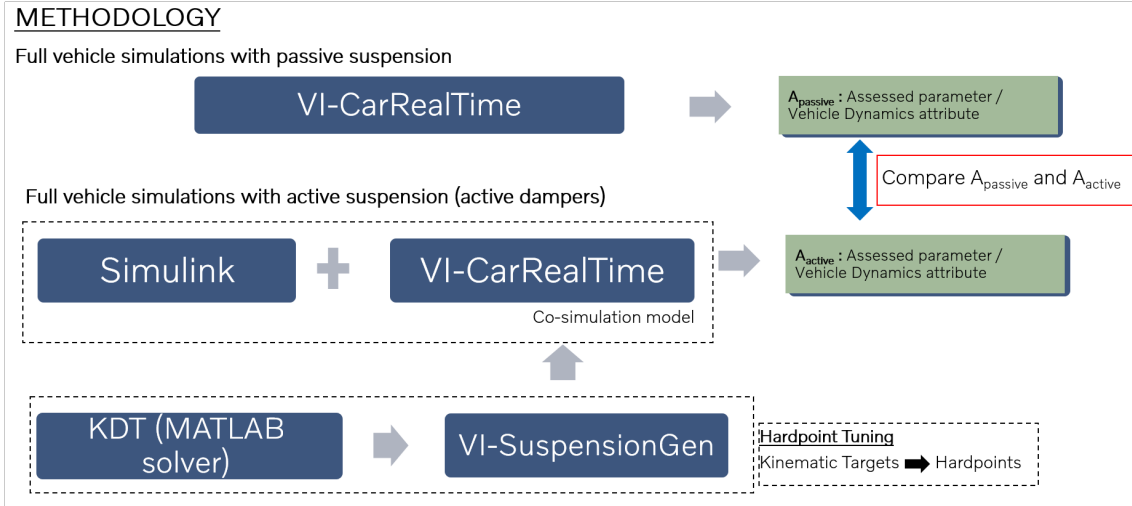 METHODOLOGY
Full vehicle simulations with passive suspension
VI-CarRealTime
Apassive : Assessed parameter /
Vehicle Dynamics attribute
Compare Apassive and Aactive
Full vehicle simulations with active suspension (active dampers)
Simulink
VI-CarRealTime
Co-simulation model
Aactive : Assessed parameter /
Vehicle Dynamics attribute
KDT (MATLAB
solver)
VI-SuspensionGen
Hardpoint Tuning
Kinematic Targets Hardpoints